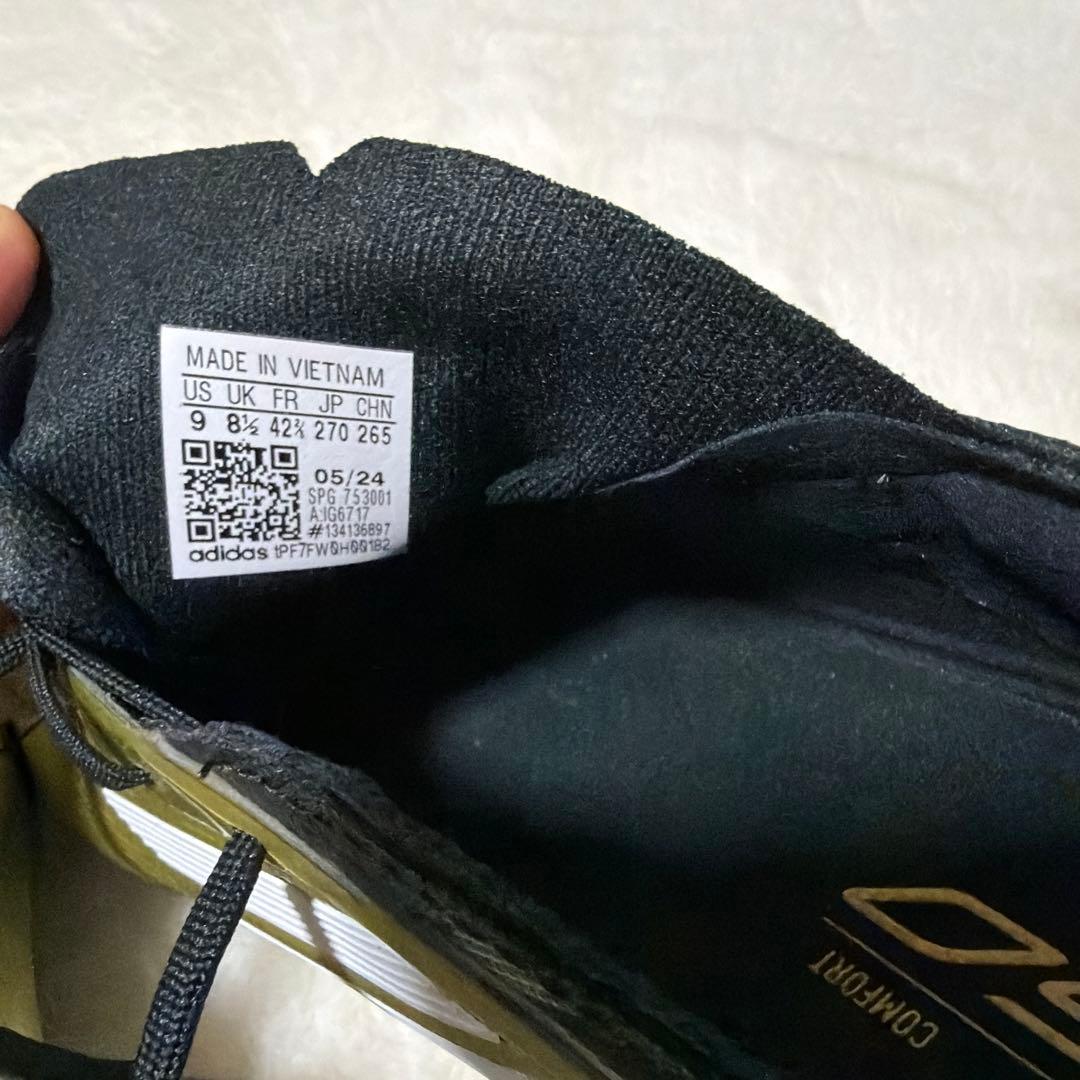 MADE IN VIETNAM
US UK FR JP CHN
9 8½ 42⅔ 270 265
05/24
SPG 753001
A:IG6717
#134136897
adidas tPF7FW0H001B2
COMFORT